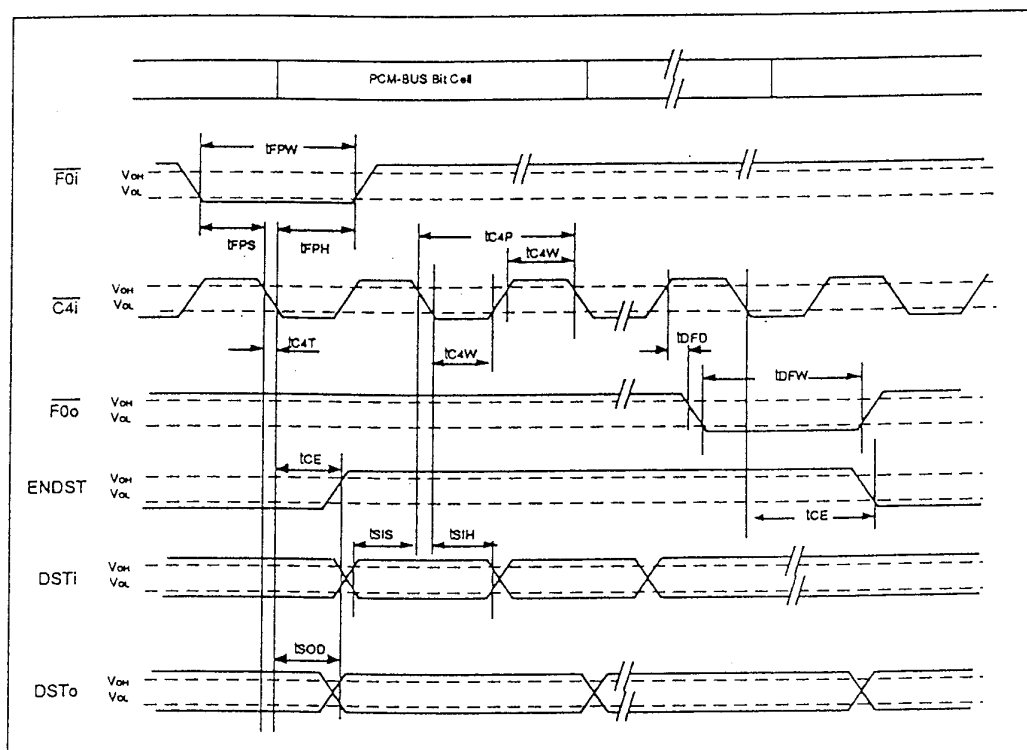 PCM-BUS Bit Cell
tFPW
F0i
VOH
VOL
tFPS
tFPH
tC4P
tC4W
C4i
VOH
VOL
tC4T
tC4W
tDFD
tDFW
F0o
VOH
VOL
tCE
ENDST
VOH
VOL
tCE
tSIS
tSIH
DSTi
VOH
VOL
tSOD
DSTo
VOH
VOL